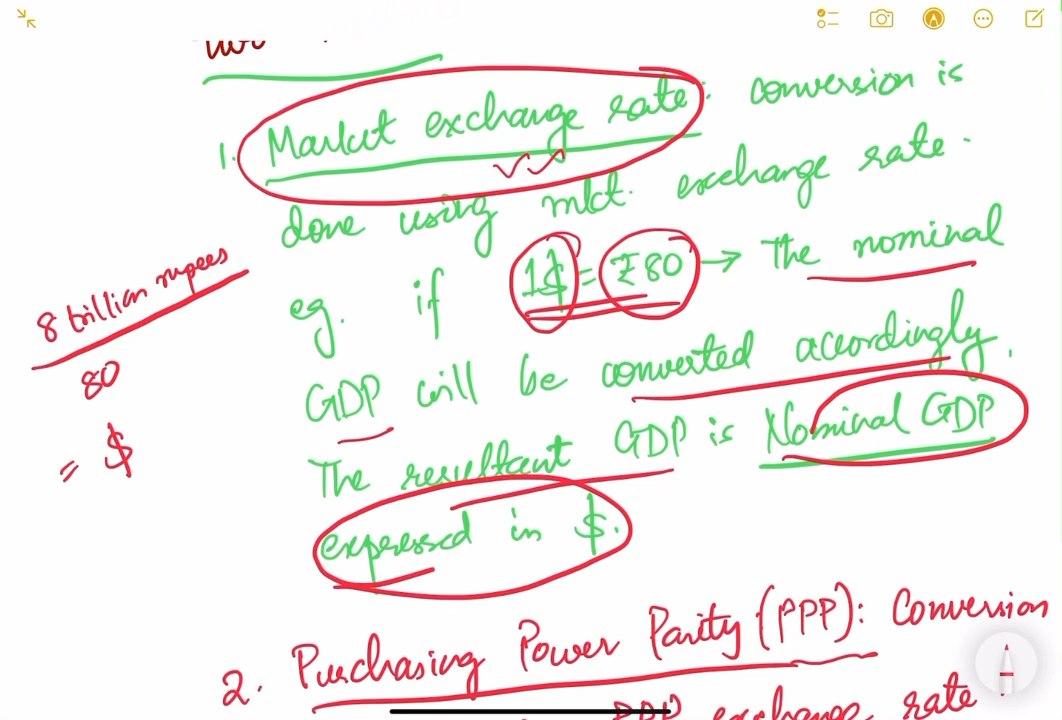 1. Market exchange rate: conversion is
done using mkt. exchange rate.
eg. if 1$ = ₹80 → The nominal
GDP will be converted accordingly.
The resultant GDP is Nominal GDP
expressed in $.
8 trillion rupees
80
= $
2. Purchasing Power Parity (PPP): Conversion
PPP exchange rate